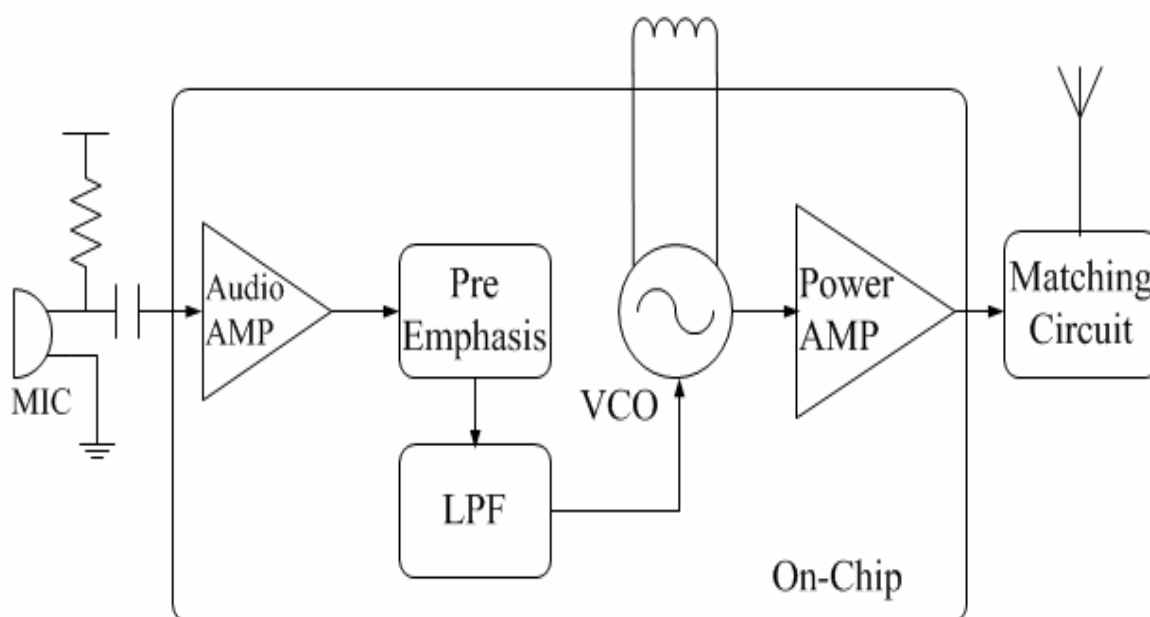 MIC
Audio
AMP
Pre
Emphasis
LPF
VCO
Power
AMP
Matching
Circuit
On-Chip